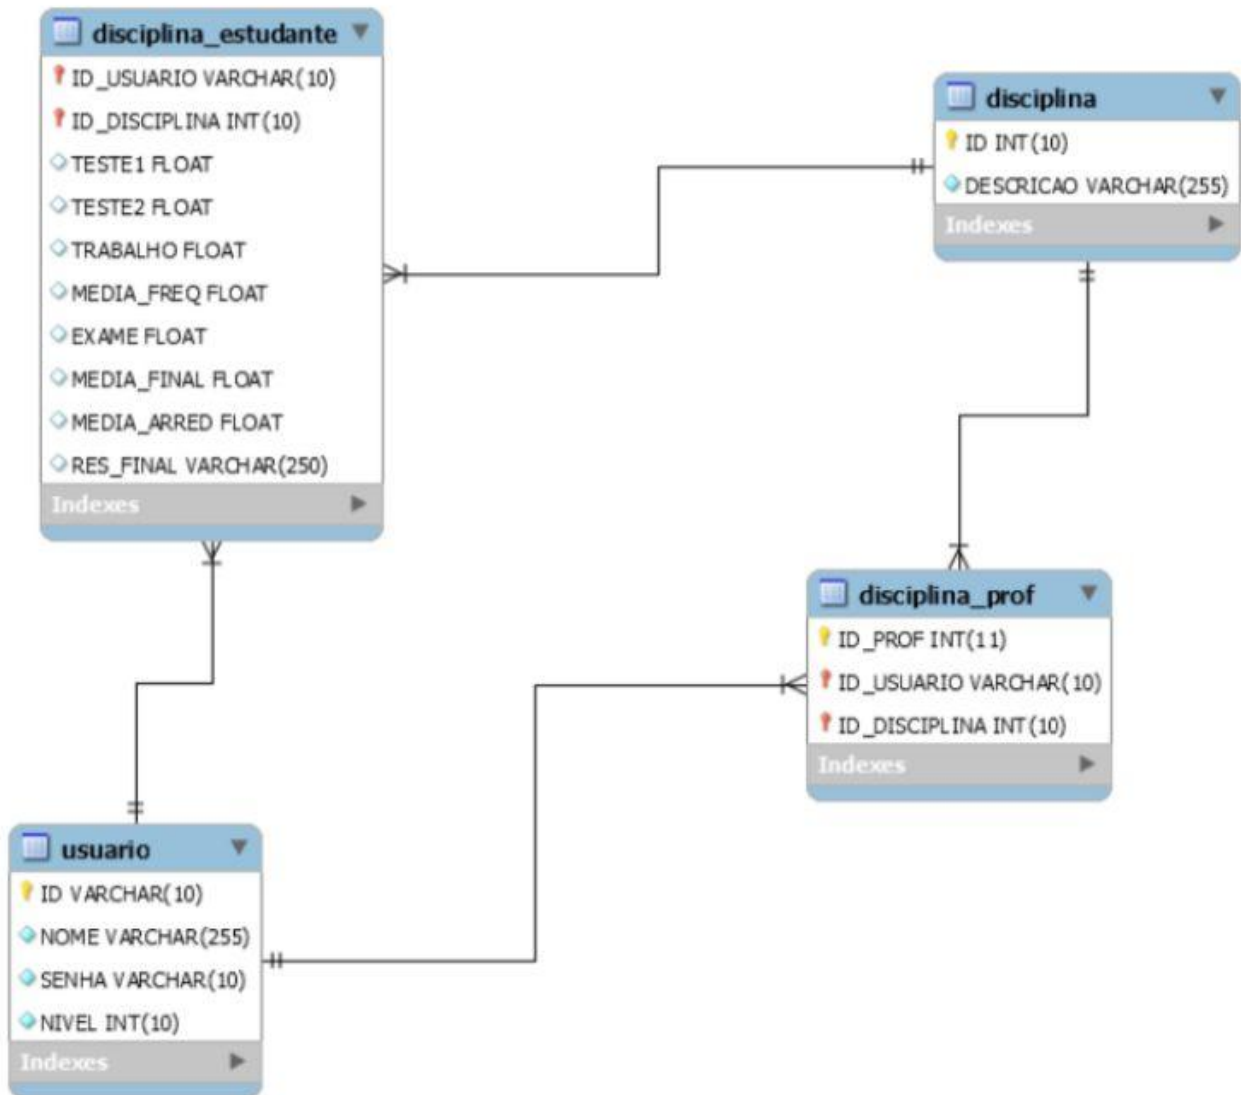 disciplina_estudante
ID_USUARIO VARCHAR(10)
ID_DISCIPLINA INT(10)
TESTE1 FLOAT
TESTE2 FLOAT
TRABALHO FLOAT
MEDIA_FREQ FLOAT
EXAME FLOAT
MEDIA_FINAL FLOAT
MEDIA_ARRED FLOAT
RES_FINAL VARCHAR(250)
Indexes
disciplina
ID INT(10)
DESCRICAO VARCHAR(255)
Indexes
disciplina_prof
ID_PROF INT(11)
ID_USUARIO VARCHAR(10)
ID_DISCIPLINA INT(10)
Indexes
usuario
ID VARCHAR(10)
NOME VARCHAR(255)
SENHA VARCHAR(10)
NIVEL INT(10)
Indexes